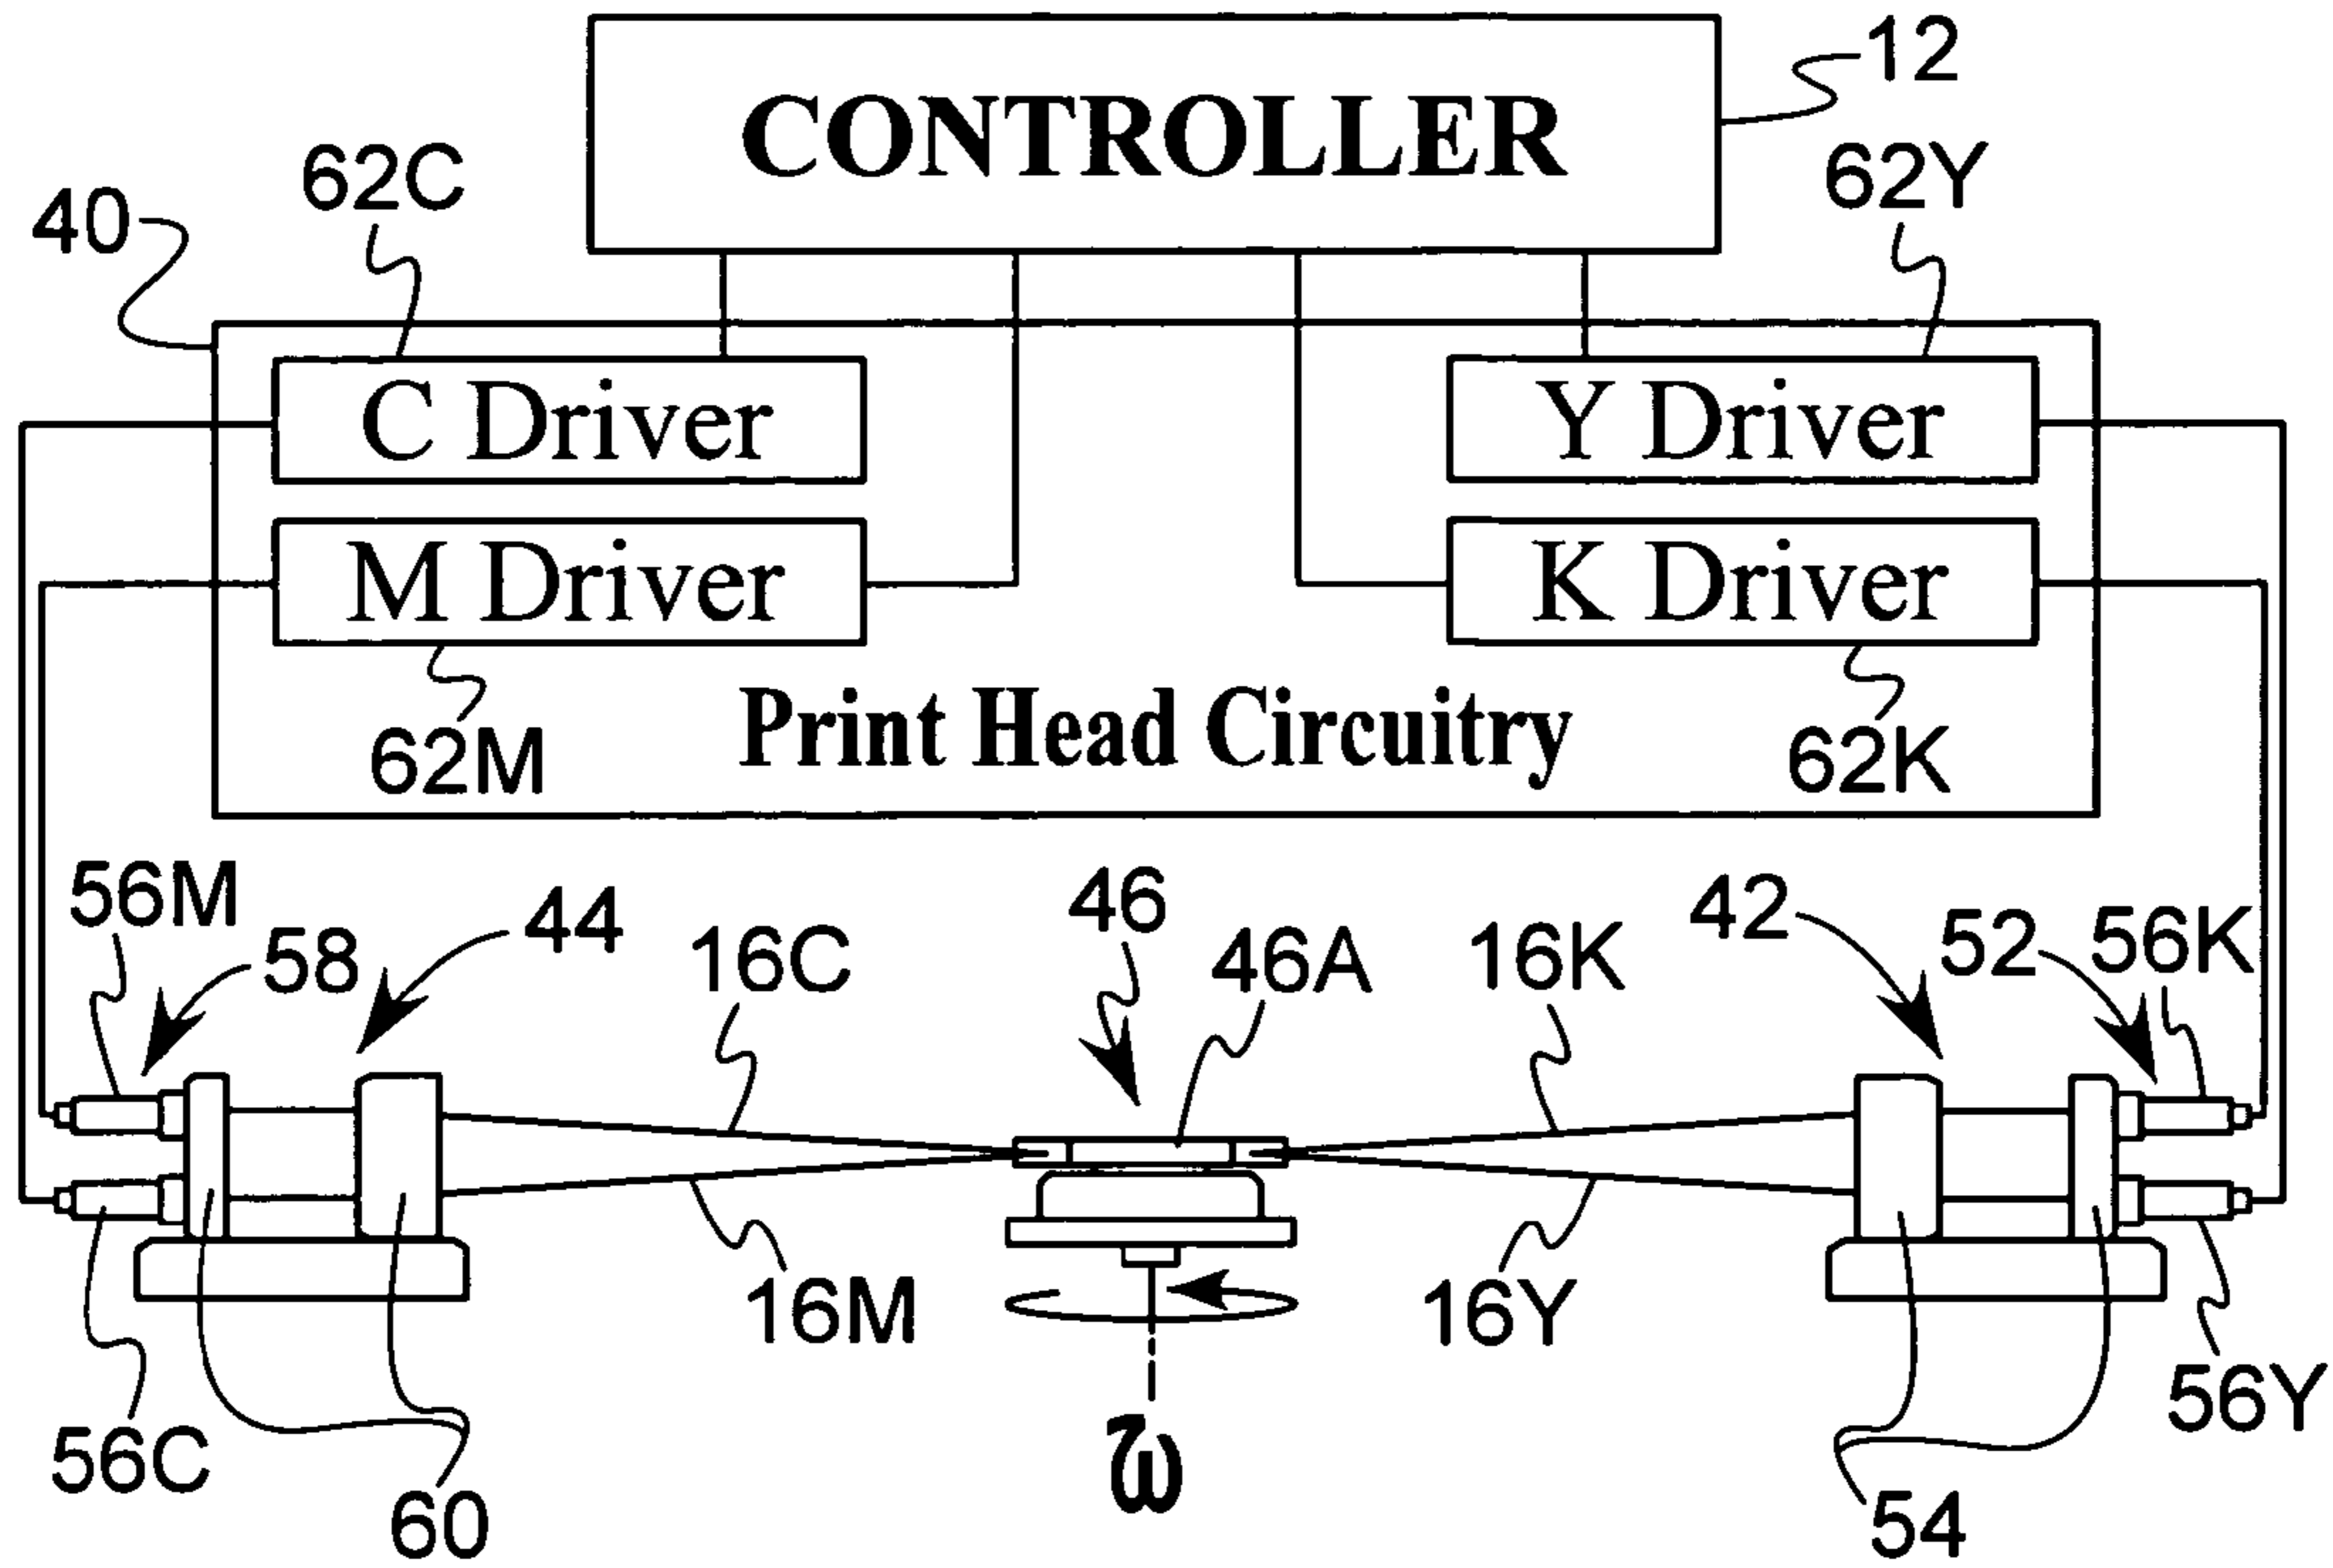 CONTROLLER
12
62C
62Y
40
C Driver
Y Driver
M Driver
K Driver
Print Head Circuitry
62M
62K
56M
58
44
16C
46
46A
16K
42
52
56K
16M
16Y
56C
60
ω
56Y
54